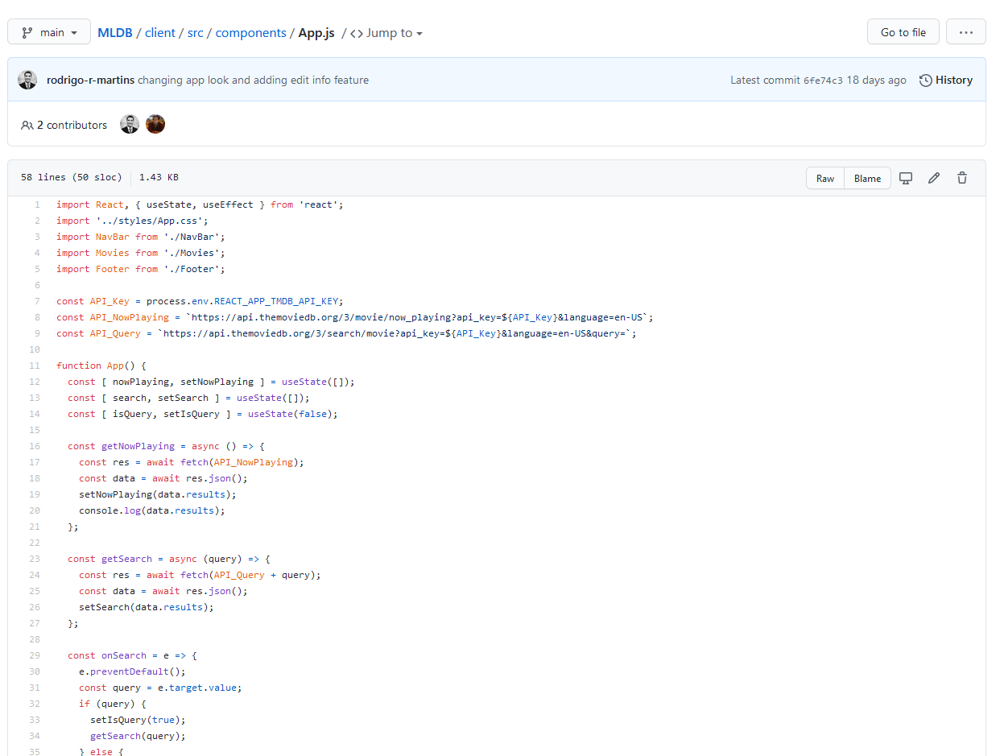 main MLDB / client / src / components / App.js / <> Jump to Go to file ...
rodrigo-r-martins changing app look and adding edit info feature Latest commit 6fe74c3 18 days ago History
2 contributors
58 lines (50 sloc) 1.43 KB Raw Blame
1 import React, { useState, useEffect } from 'react';
2 import '../styles/App.css';
3 import NavBar from './NavBar';
4 import Movies from './Movies';
5 import Footer from './Footer';
6
7 const API_Key = process.env.REACT_APP_TMDB_API_KEY;
8 const API_NowPlaying = `https://api.themoviedb.org/3/movie/now_playing?api_key=${API_Key}&language=en-US`;
9 const API_Query = `https://api.themoviedb.org/3/search/movie?api_key=${API_Key}&language=en-US&query=`;
10
11 function App() {
12   const [ nowPlaying, setNowPlaying ] = useState([]);
13   const [ search, setSearch ] = useState([]);
14   const [ isQuery, setIsQuery ] = useState(false);
15
16   const getNowPlaying = async () => {
17     const res = await fetch(API_NowPlaying);
18     const data = await res.json();
19     setNowPlaying(data.results);
20     console.log(data.results);
21   };
22
23   const getSearch = async (query) => {
24     const res = await fetch(API_Query + query);
25     const data = await res.json();
26     setSearch(data.results);
27   };
28
29   const onSearch = e => {
30     e.preventDefault();
31     const query = e.target.value;
32     if (query) {
33       setIsQuery(true);
34       getSearch(query);
35     } else {